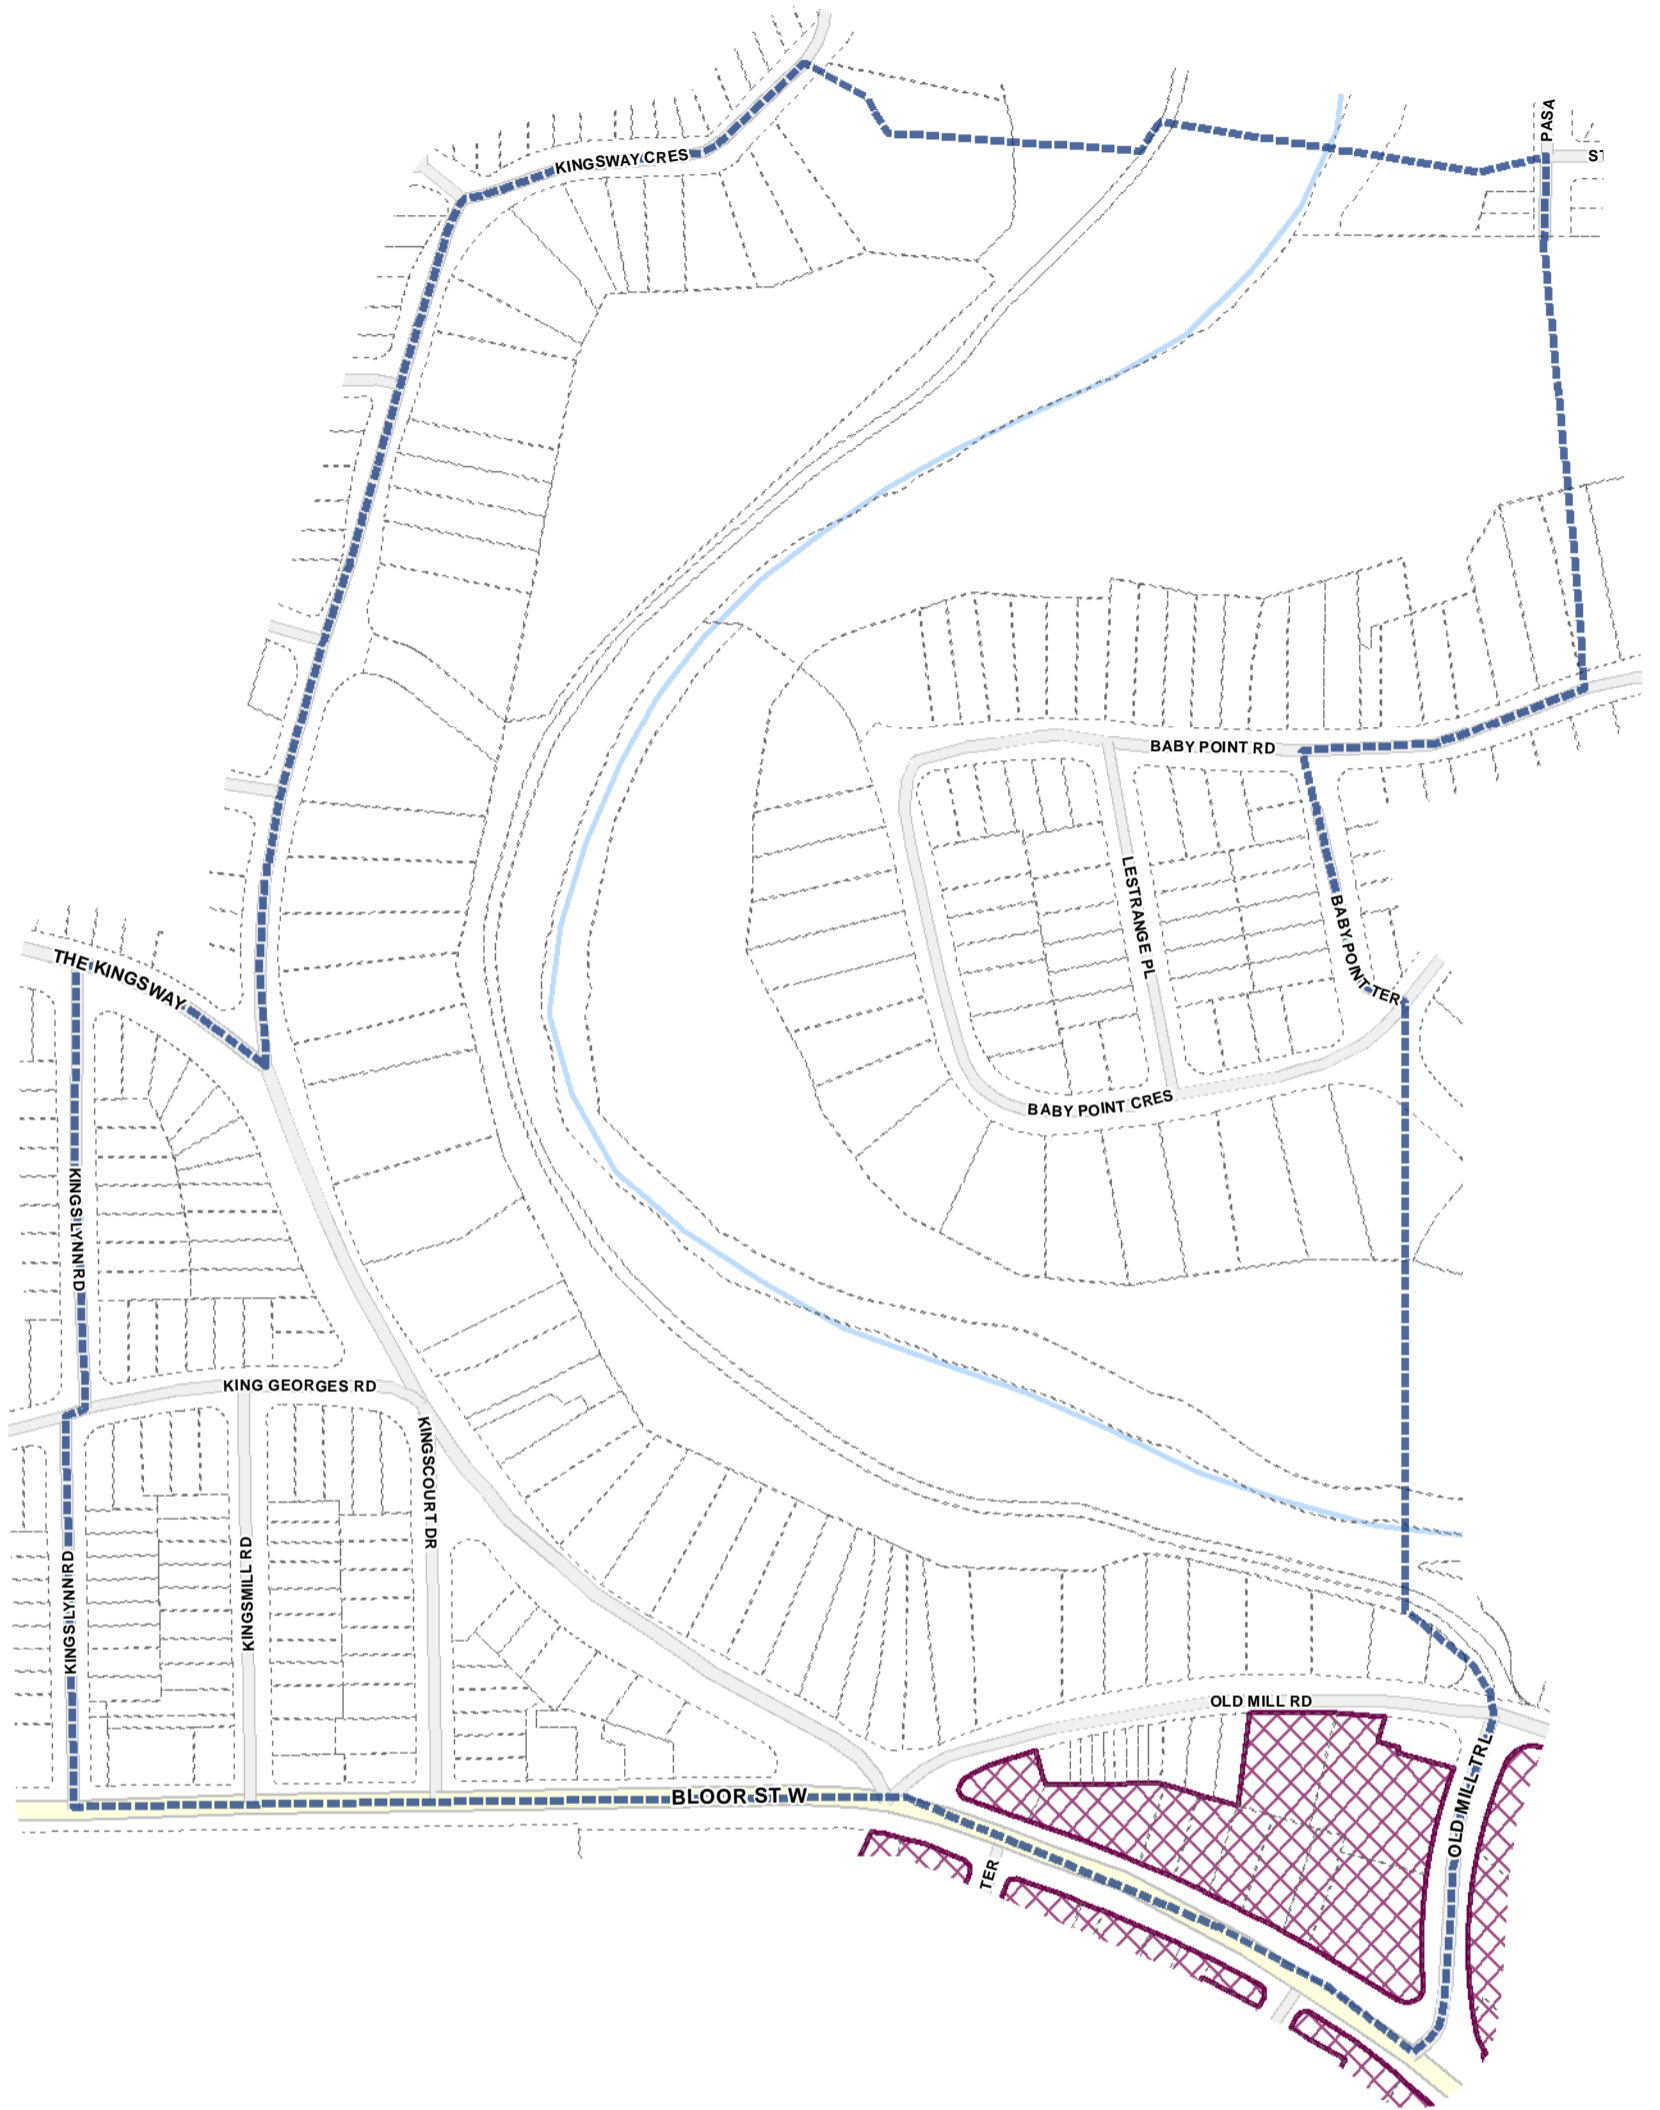 PASA
ST
KINGSWAY CRES
BABY POINT RD
LESTRANGE PL
BABY POINT TER
THE KINGSWAY
BABY POINT CRES
KINGSLYNN RD
KING GEORGES RD
KINGSCOURT DR
KINGSMILL RD
KINGSLYNN RD
OLD MILL RD
OLD MILL TRL
BLOOR ST W
TER